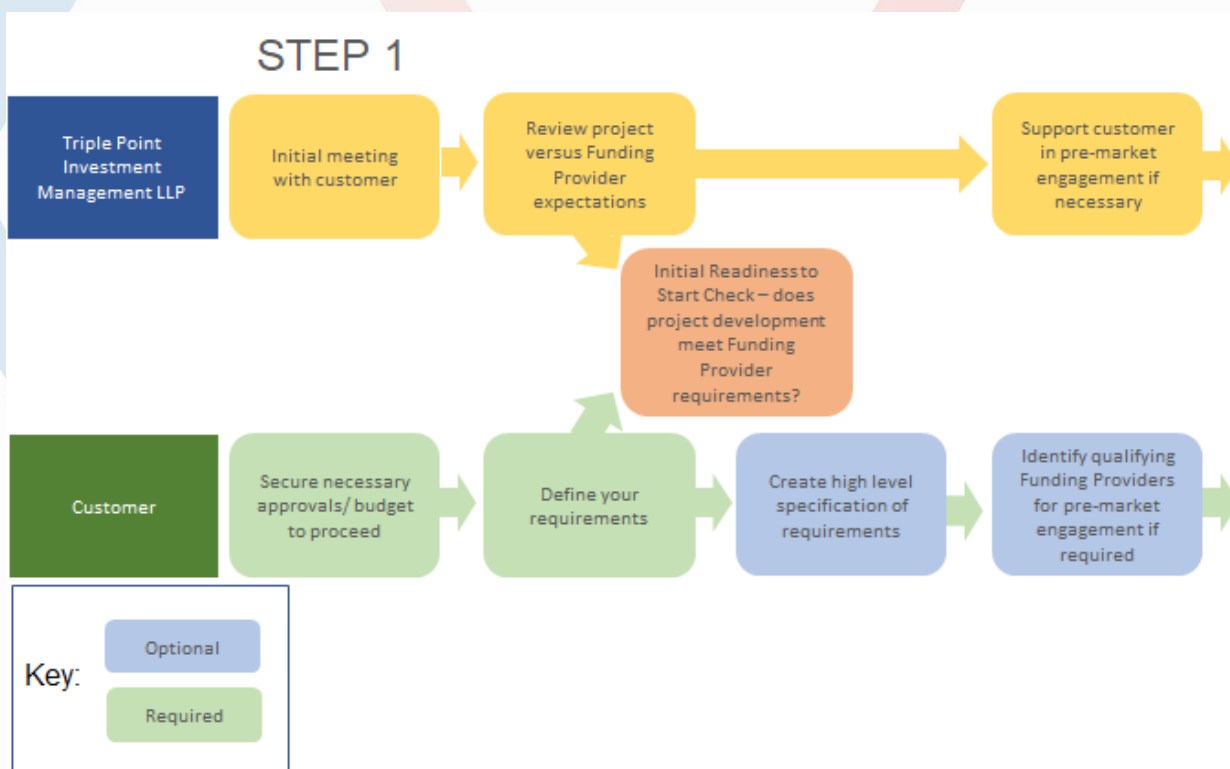 STEP 1
Triple Point
Investment
Management LLP
Initial meeting
with customer
Review project
versus Funding
Provider
expectations
Support customer
in pre-market
engagement if
necessary
Initial Readiness to
Start Check – does
project development
meet Funding
Provider
requirements?
Customer
Secure necessary
approvals/ budget
to proceed
Define your
requirements
Create high level
specification of
requirements
Identify qualifying
Funding Providers
for pre-market
engagement if
required
Key:
Optional
Required